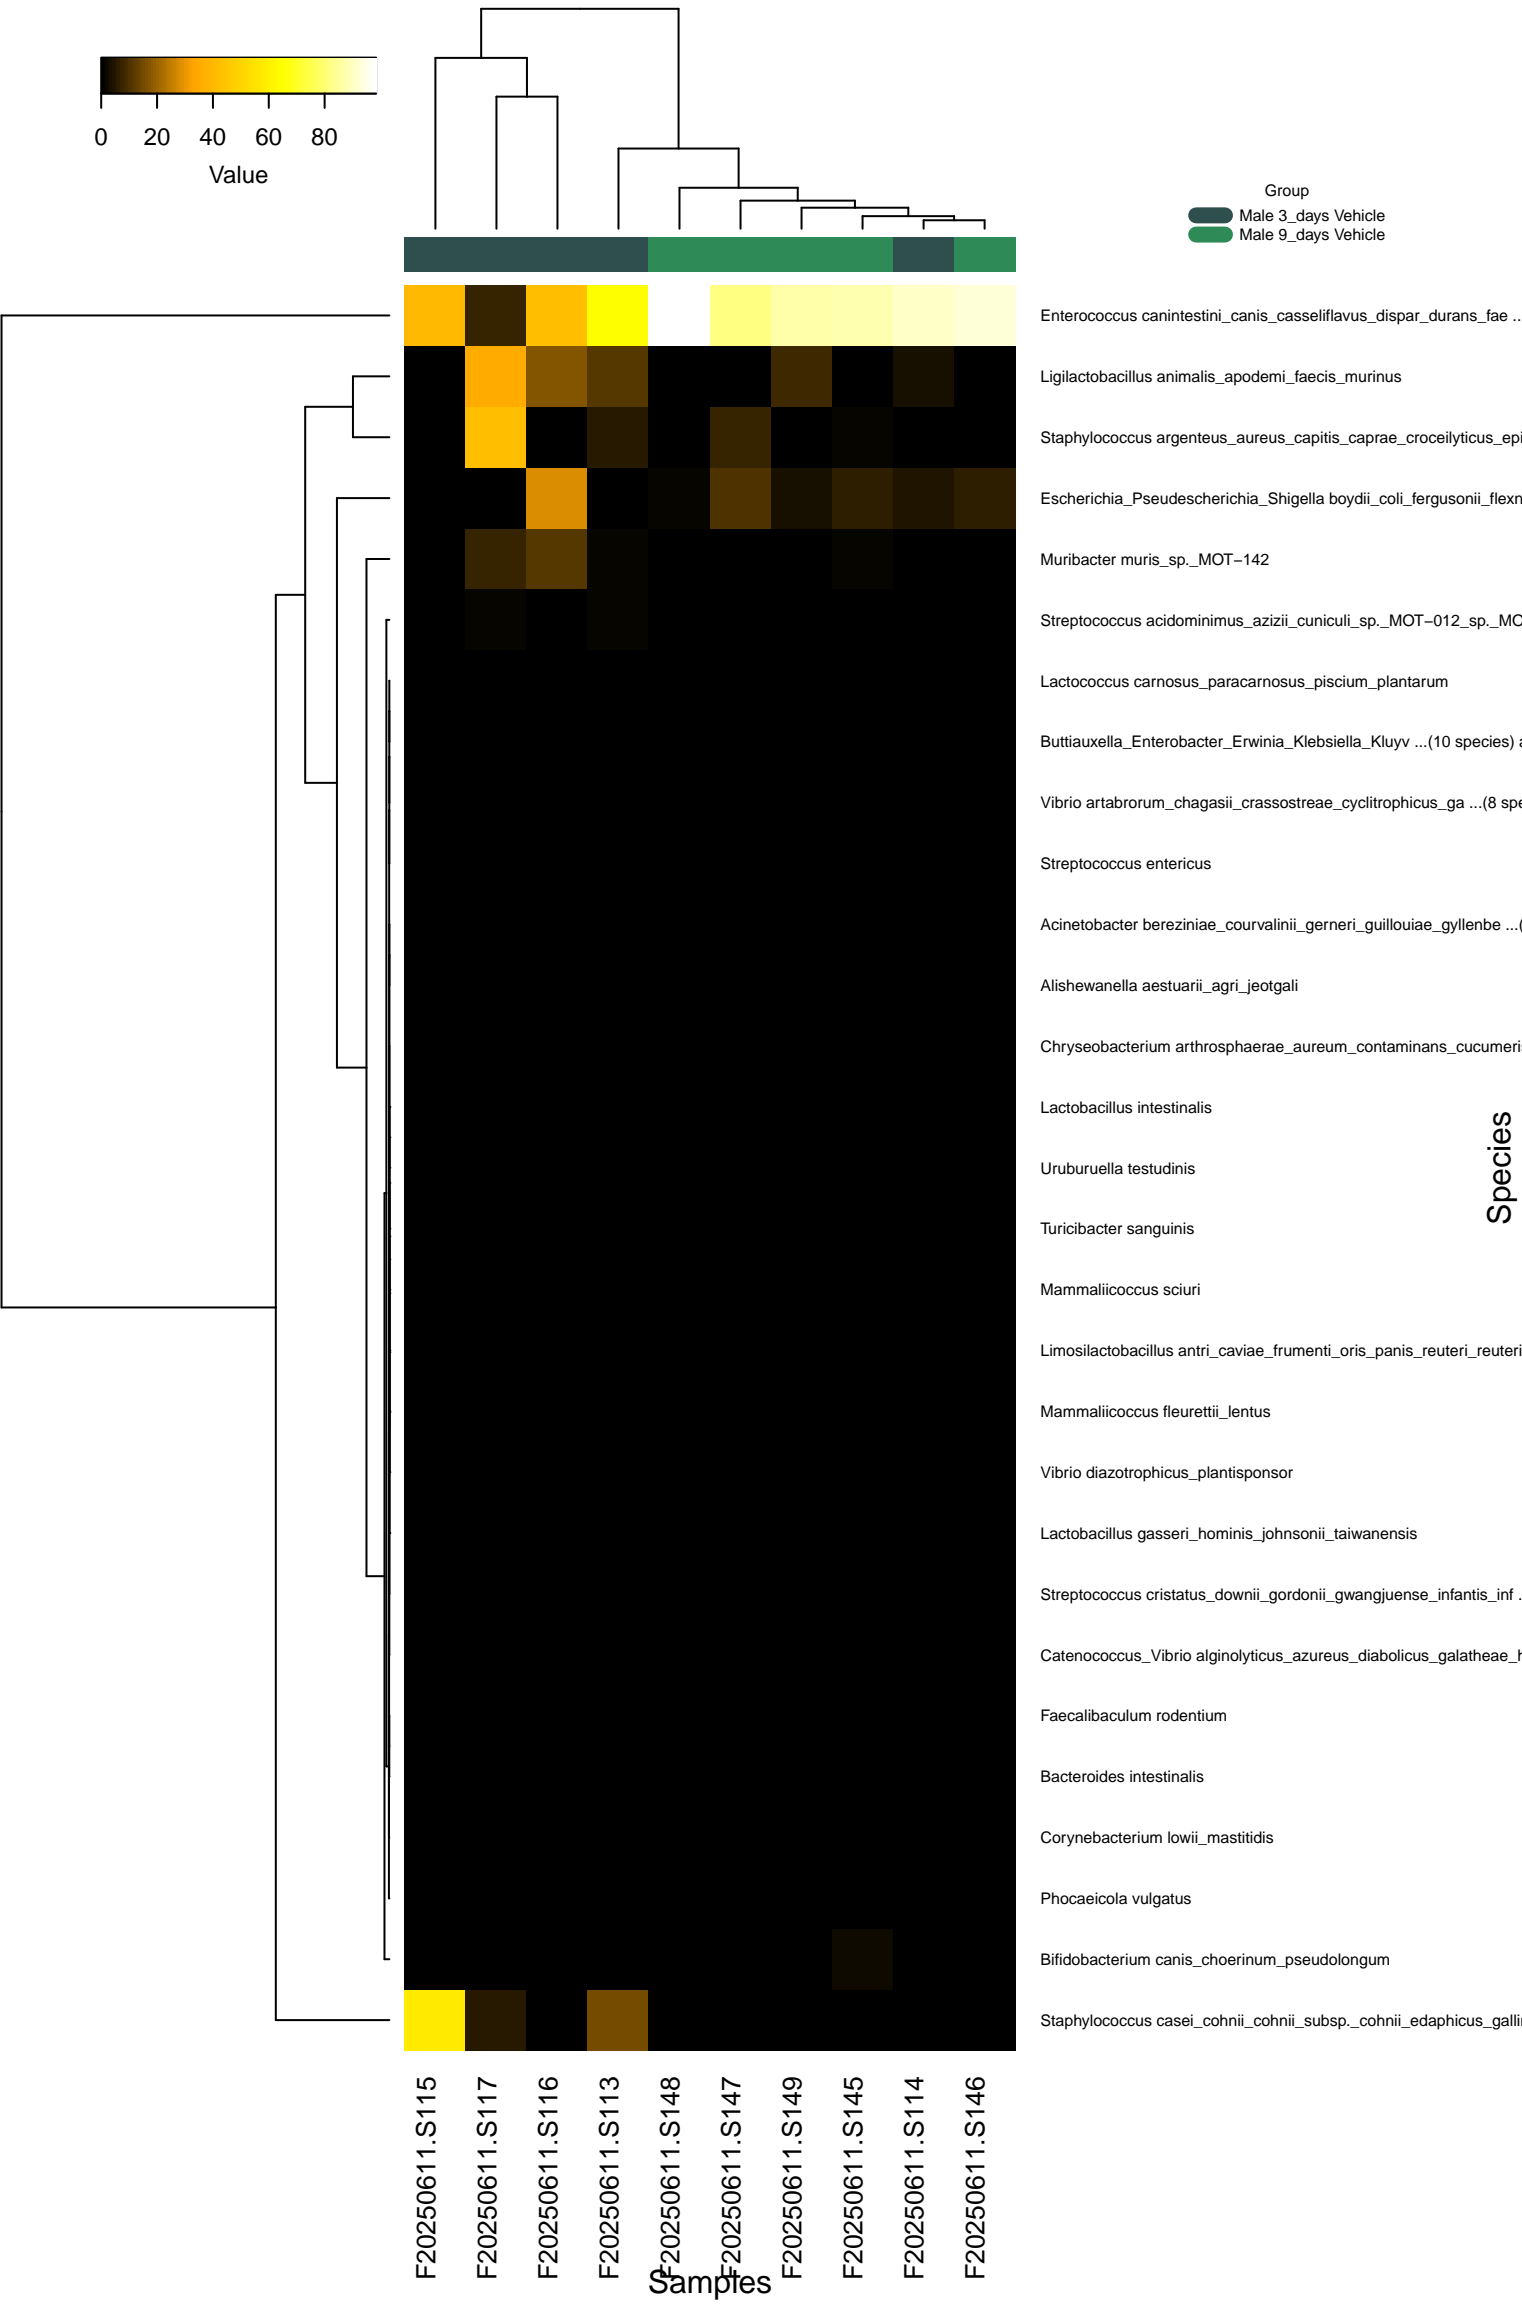 0 20 40 60 80
Value
Group
Male 3_days Vehicle
Male 9_days Vehicle
Enterococcus canintestini_canis_casseliflavus_dispar_durans_fae ..
Ligilactobacillus animalis_apodemi_faecis_murinus
Staphylococcus argenteus_aureus_capitis_caprae_croceilyticus_epi
Escherichia_Pseudescherichia_Shigella boydii_coli_fergusonii_flexn
Muribacter muris_sp._MOT−142
Streptococcus acidominimus_azizii_cuniculi_sp._MOT−012_sp._MO
Lactococcus carnosus_paracarnosus_piscium_plantarum
Buttiauxella_Enterobacter_Erwinia_Klebsiella_Kluyv ...(10 species) a
Vibrio artabrorum_chagasii_crassostreae_cyclitrophicus_ga ...(8 spe
Streptococcus entericus
Acinetobacter bereziniae_courvalinii_gerneri_guillouiae_gyllenbe ...(
Alishewanella aestuarii_agri_jeotgali
Chryseobacterium arthrosphaerae_aureum_contaminans_cucumeris
Lactobacillus intestinalis
Uruburuella testudinis
Turicibacter sanguinis
Mammaliicoccus sciuri
Limosilactobacillus antri_caviae_frumenti_oris_panis_reuteri_reuteri
Mammaliicoccus fleurettii_lentus
Vibrio diazotrophicus_plantisponsor
Lactobacillus gasseri_hominis_johnsonii_taiwanensis
Streptococcus cristatus_downii_gordonii_gwangjuense_infantis_inf .
Catenococcus_Vibrio alginolyticus_azureus_diabolicus_galatheae_h
Faecalibaculum rodentium
Bacteroides intestinalis
Corynebacterium lowii_mastitidis
Phocaeicola vulgatus
Bifidobacterium canis_choerinum_pseudolongum
Staphylococcus casei_cohnii_cohnii_subsp._cohnii_edaphicus_gallin
Species
F20250611.S115
F20250611.S117
F20250611.S116
F20250611.S113
F20250611.S148
F20250611.S147
F20250611.S149
F20250611.S145
F20250611.S114
F20250611.S146
Samples